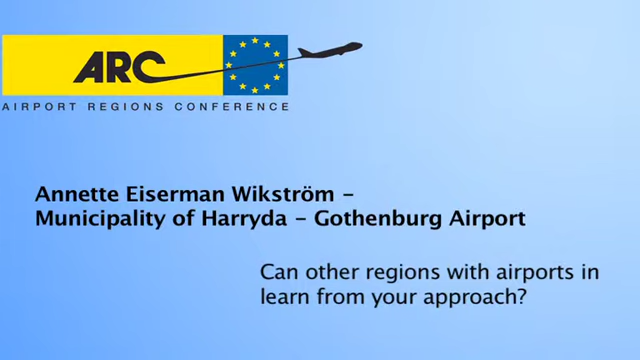 ARC
AIRPORT REGIONS CONFERENCE
Annette Eiserman Wikström –
Municipality of Harryda – Gothenburg Airport
Can other regions with airports in
learn from your approach?